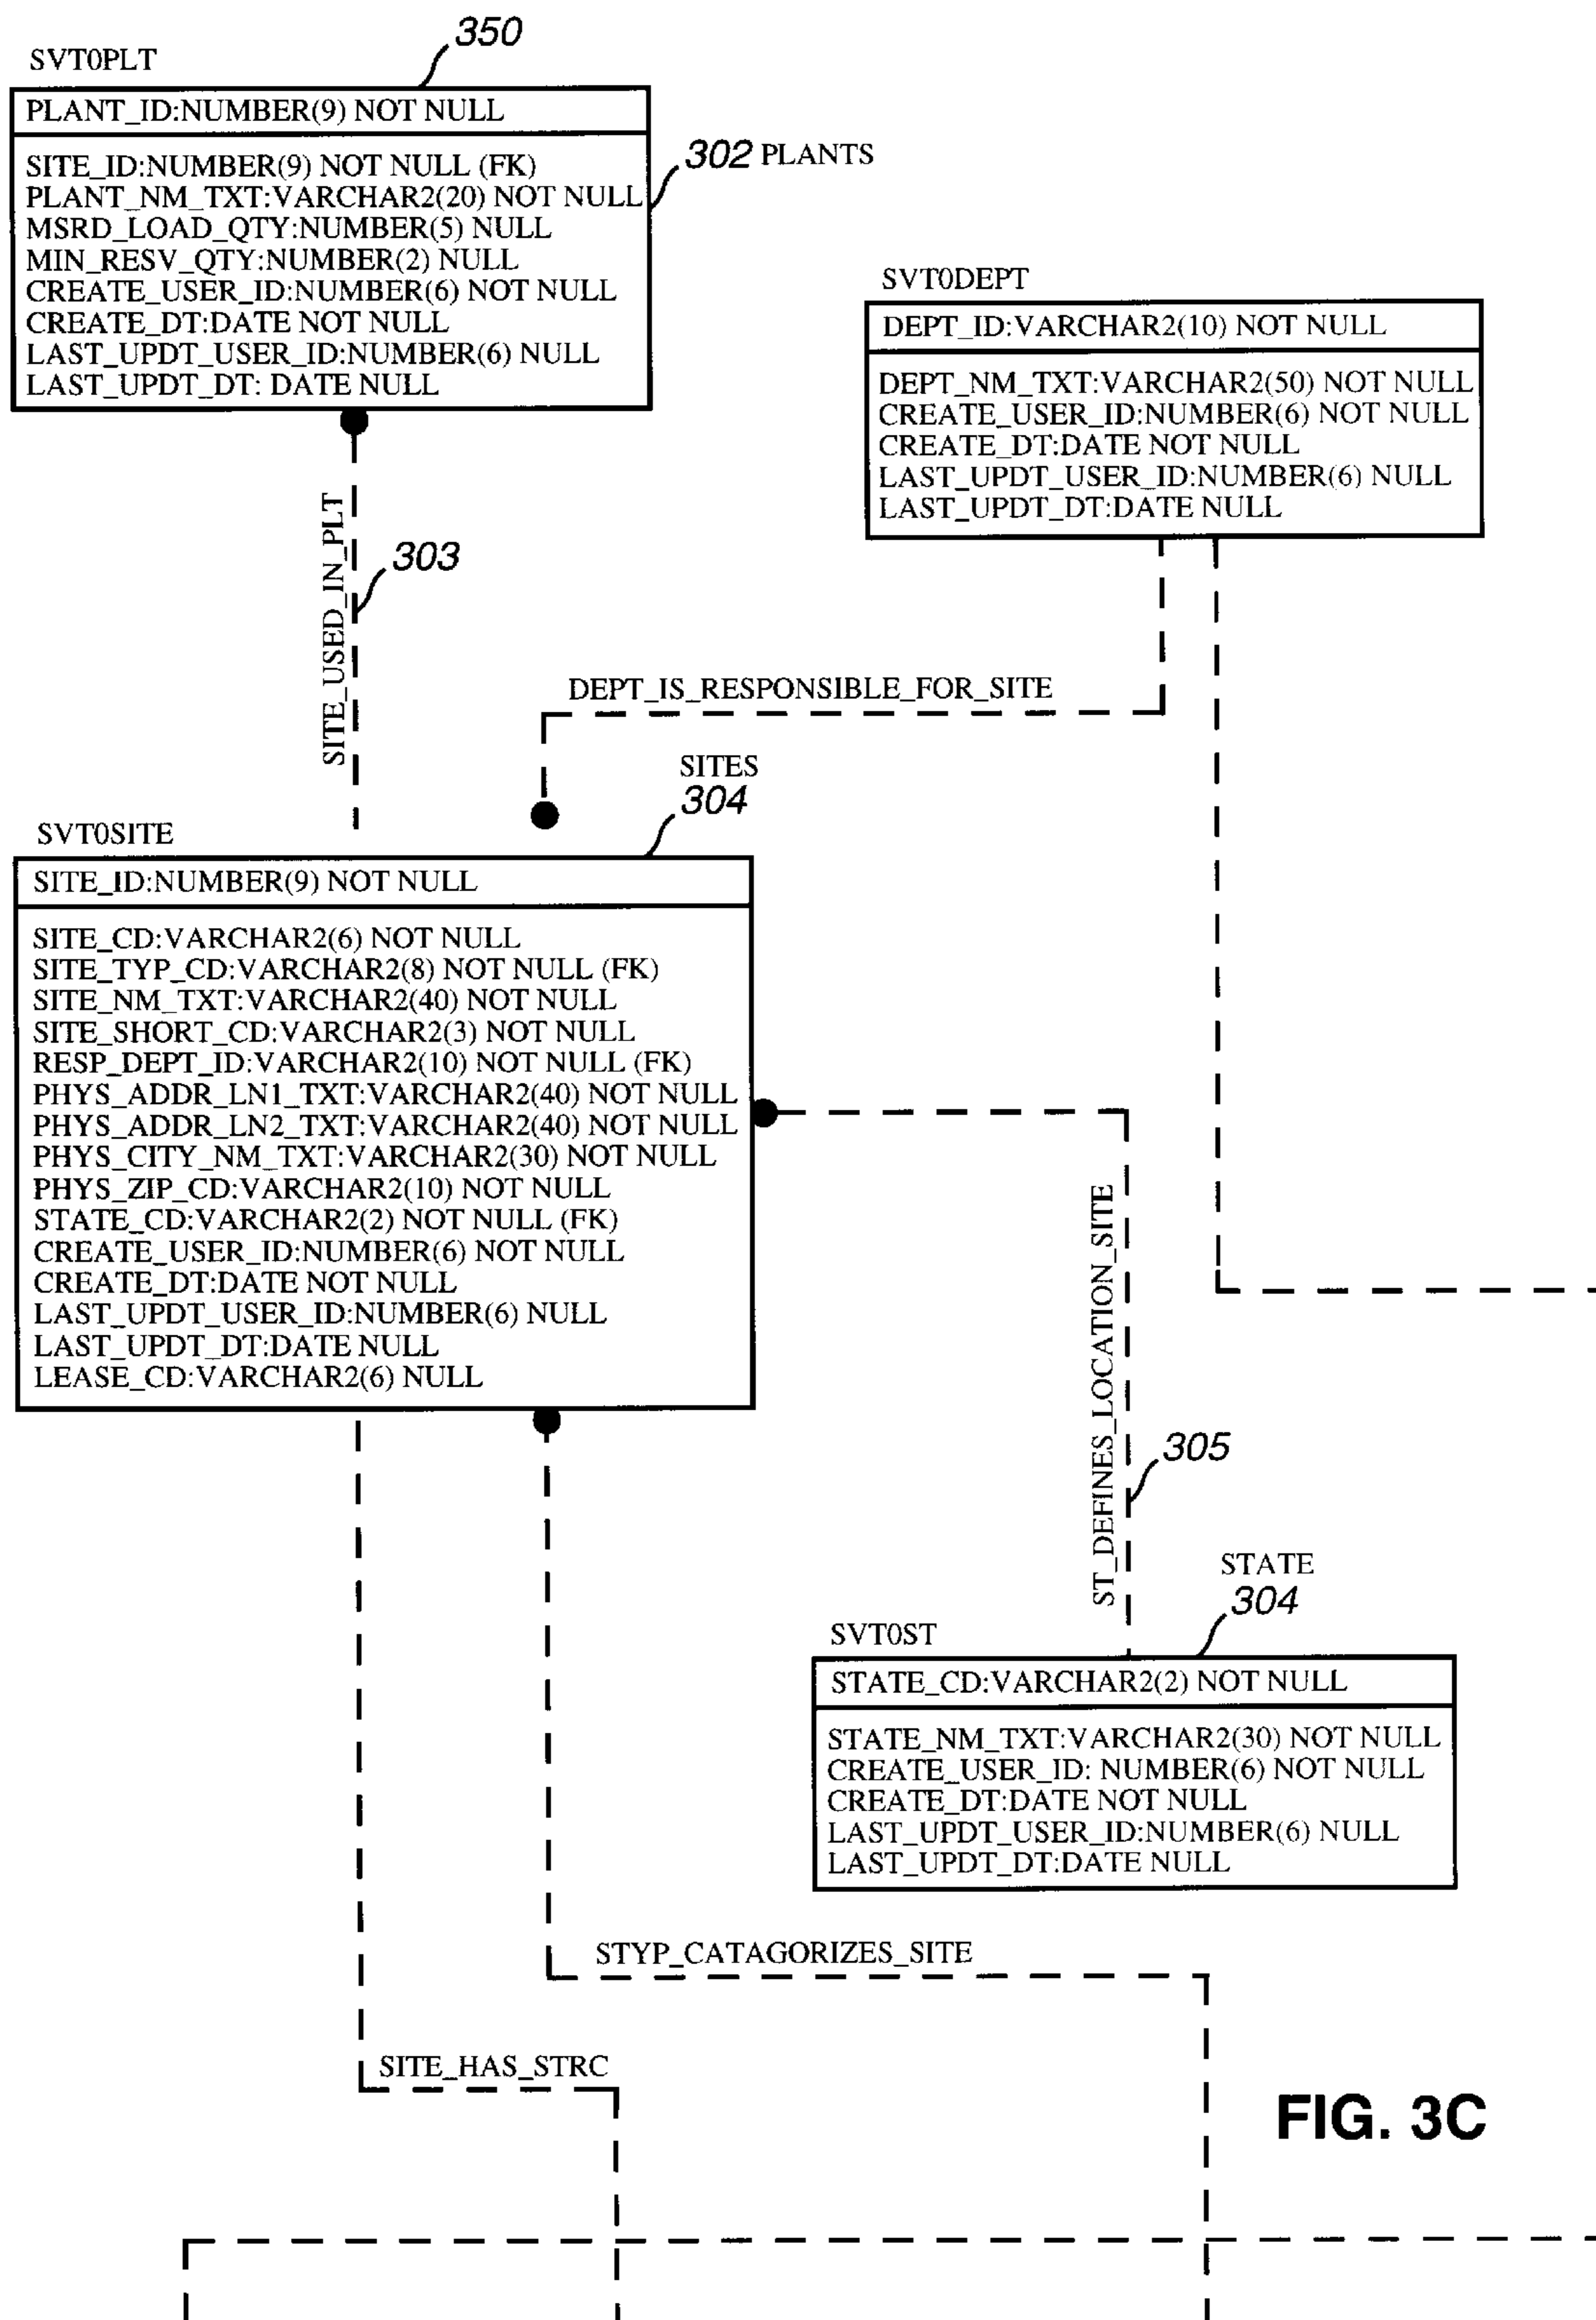 350
SVT0PLT
PLANT_ID:NUMBER(9) NOT NULL
SITE_ID:NUMBER(9) NOT NULL (FK)
PLANT_NM_TXT:VARCHAR2(20) NOT NULL
MSRD_LOAD_QTY:NUMBER(5) NULL
MIN_RESV_QTY:NUMBER(2) NULL
CREATE_USER_ID:NUMBER(6) NOT NULL
CREATE_DT:DATE NOT NULL
LAST_UPDT_USER_ID:NUMBER(6) NULL
LAST_UPDT_DT: DATE NULL
302 PLANTS
SVT0DEPT
DEPT_ID:VARCHAR2(10) NOT NULL
DEPT_NM_TXT:VARCHAR2(50) NOT NULL
CREATE_USER_ID:NUMBER(6) NOT NULL
CREATE_DT:DATE NOT NULL
LAST_UPDT_USER_ID:NUMBER(6) NULL
LAST_UPDT_DT:DATE NULL
SITE_USED_IN_PLT
303
DEPT_IS_RESPONSIBLE_FOR_SITE
SITES
304
SVT0SITE
SITE_ID:NUMBER(9) NOT NULL
SITE_CD:VARCHAR2(6) NOT NULL
SITE_TYP_CD:VARCHAR2(8) NOT NULL (FK)
SITE_NM_TXT:VARCHAR2(40) NOT NULL
SITE_SHORT_CD:VARCHAR2(3) NOT NULL
RESP_DEPT_ID:VARCHAR2(10) NOT NULL (FK)
PHYS_ADDR_LN1_TXT:VARCHAR2(40) NOT NULL
PHYS_ADDR_LN2_TXT:VARCHAR2(40) NOT NULL
PHYS_CITY_NM_TXT:VARCHAR2(30) NOT NULL
PHYS_ZIP_CD:VARCHAR2(10) NOT NULL
STATE_CD:VARCHAR2(2) NOT NULL (FK)
CREATE_USER_ID:NUMBER(6) NOT NULL
CREATE_DT:DATE NOT NULL
LAST_UPDT_USER_ID:NUMBER(6) NULL
LAST_UPDT_DT:DATE NULL
LEASE_CD:VARCHAR2(6) NULL
ST_DEFINES_LOCATION_SITE
305
STATE
304
SVT0ST
STATE_CD:VARCHAR2(2) NOT NULL
STATE_NM_TXT:VARCHAR2(30) NOT NULL
CREATE_USER_ID: NUMBER(6) NOT NULL
CREATE_DT:DATE NOT NULL
LAST_UPDT_USER_ID:NUMBER(6) NULL
LAST_UPDT_DT:DATE NULL
STYP_CATAGORIZES_SITE
SITE_HAS_STRC
FIG. 3C